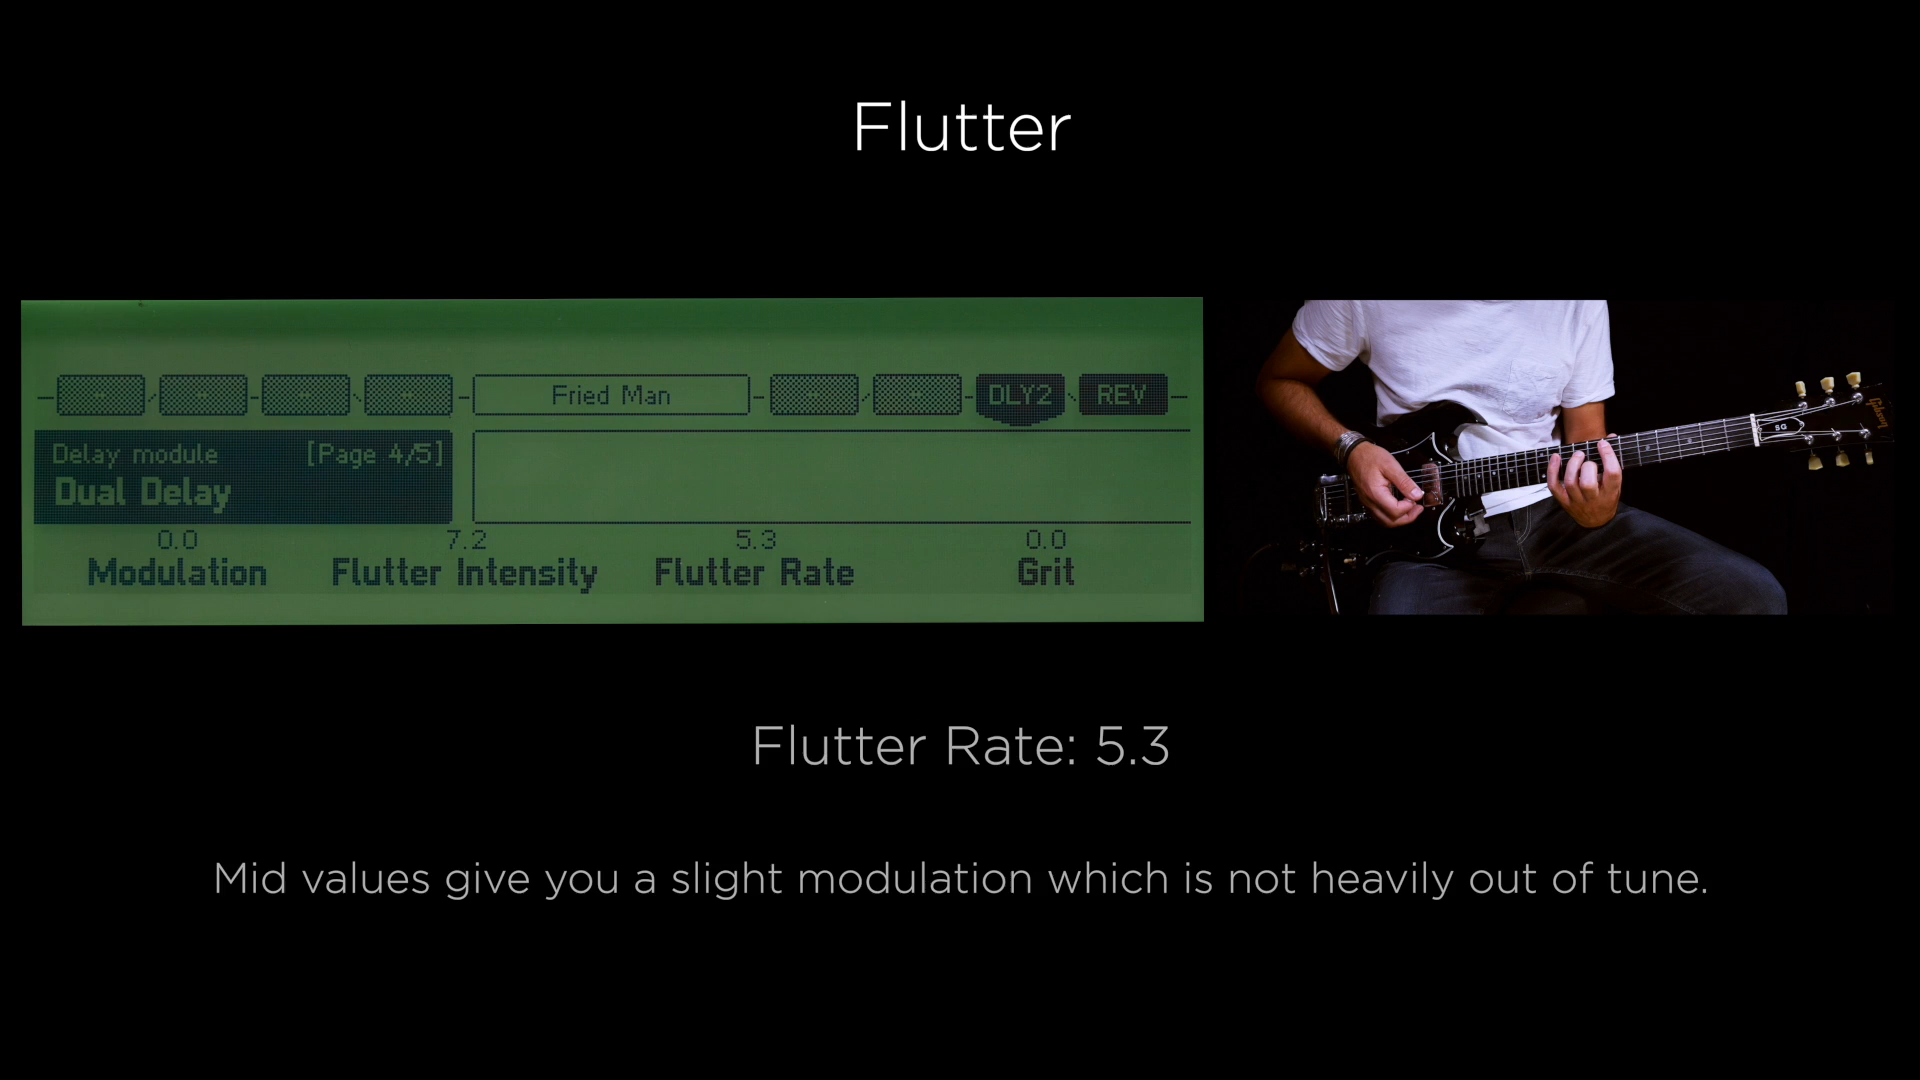 Flutter
Fried Man
DLY2
REV
Delay module [Page 4/5]
Dual Delay
0.0 7.2 5.3 0.0
Modulation Flutter Intensity Flutter Rate Grit
Gibson
SG
Flutter Rate: 5.3
Mid values give you a slight modulation which is not heavily out of tune.